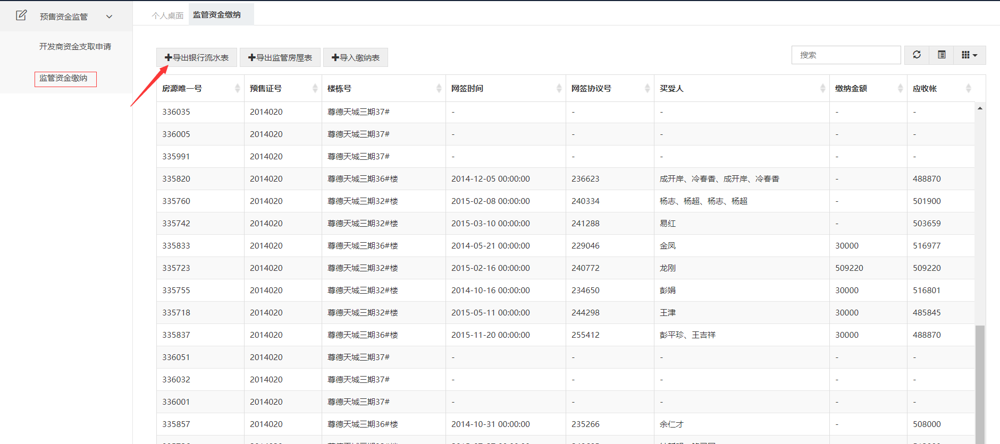 预售资金监管
开发商资金支取申请
监管资金缴纳
个人桌面 监管资金缴纳
导出银行流水表 导出监管房屋表 导入缴纳表 搜索
房源唯一号 预售证号 楼栋号 网签时间 网签协议号 买受人 缴纳金额 应收帐
336035 2014020 尊德天城三期37# - - - - -
336005 2014020 尊德天城三期37# - - - - -
335991 2014020 尊德天城三期37# - - - - -
335820 2014020 尊德天城三期36#楼 2014-12-05 00:00:00 236623 成开岸、冷春香、成开岸、冷春香 - 488870
335760 2014020 尊德天城三期32#楼 2015-02-08 00:00:00 240334 杨志、杨超、杨志、杨超 - 501900
335742 2014020 尊德天城三期32#楼 2015-03-10 00:00:00 241288 易红 - 503659
335833 2014020 尊德天城三期36#楼 2014-05-21 00:00:00 229046 金凤 30000 516977
335723 2014020 尊德天城三期32#楼 2015-02-16 00:00:00 240772 龙刚 509220 509220
335755 2014020 尊德天城三期32#楼 2014-10-16 00:00:00 234650 彭娟 30000 516801
335718 2014020 尊德天城三期32#楼 2015-05-11 00:00:00 244298 王津 30000 485845
335837 2014020 尊德天城三期36#楼 2015-11-20 00:00:00 255412 彭平珍、王吉祥 30000 488870
336051 2014020 尊德天城三期37# - - - - -
336032 2014020 尊德天城三期37# - - - - -
336001 2014020 尊德天城三期37# - - - - -
335857 2014020 尊德天城三期36#楼 2014-10-31 00:00:00 235266 余仁才 - 508000